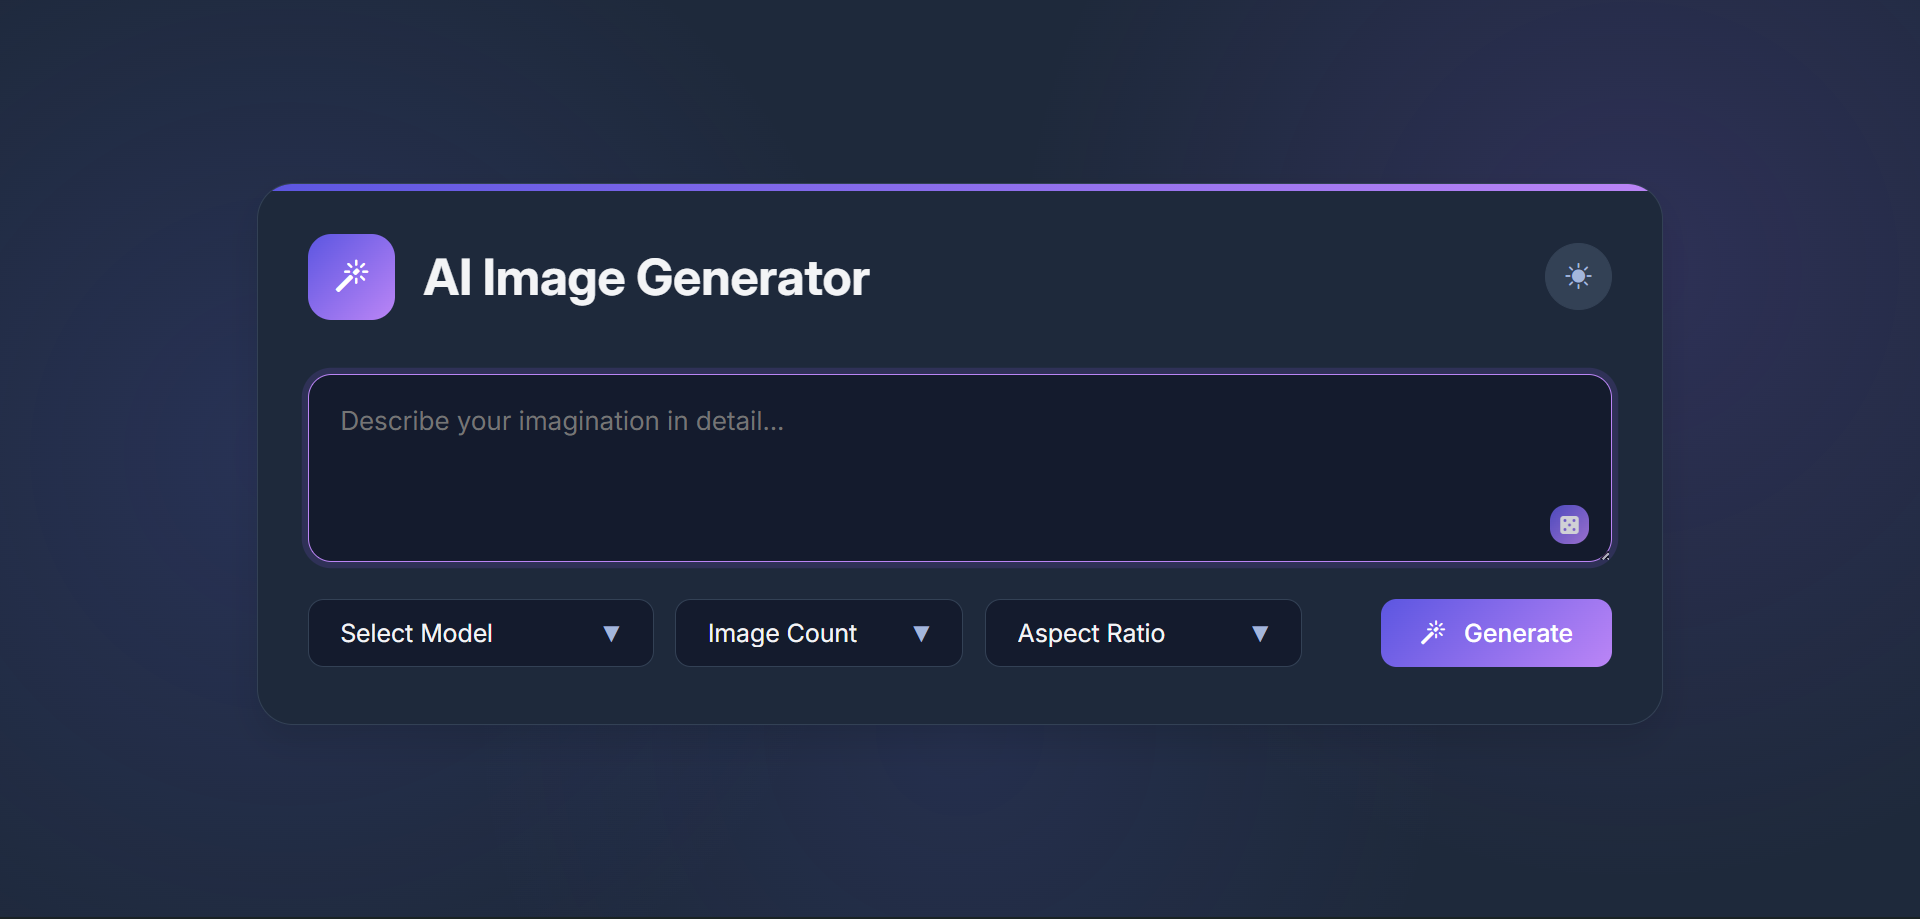 AI Image Generator
Describe your imagination in detail...
Select Model
Image Count
Aspect Ratio
Generate